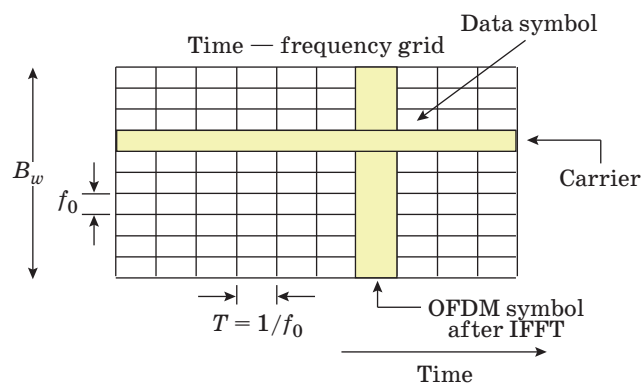 Data symbol
Time — frequency grid
B_w
f_0
Carrier
T = 1/f_0
OFDM symbol
after IFFT
Time